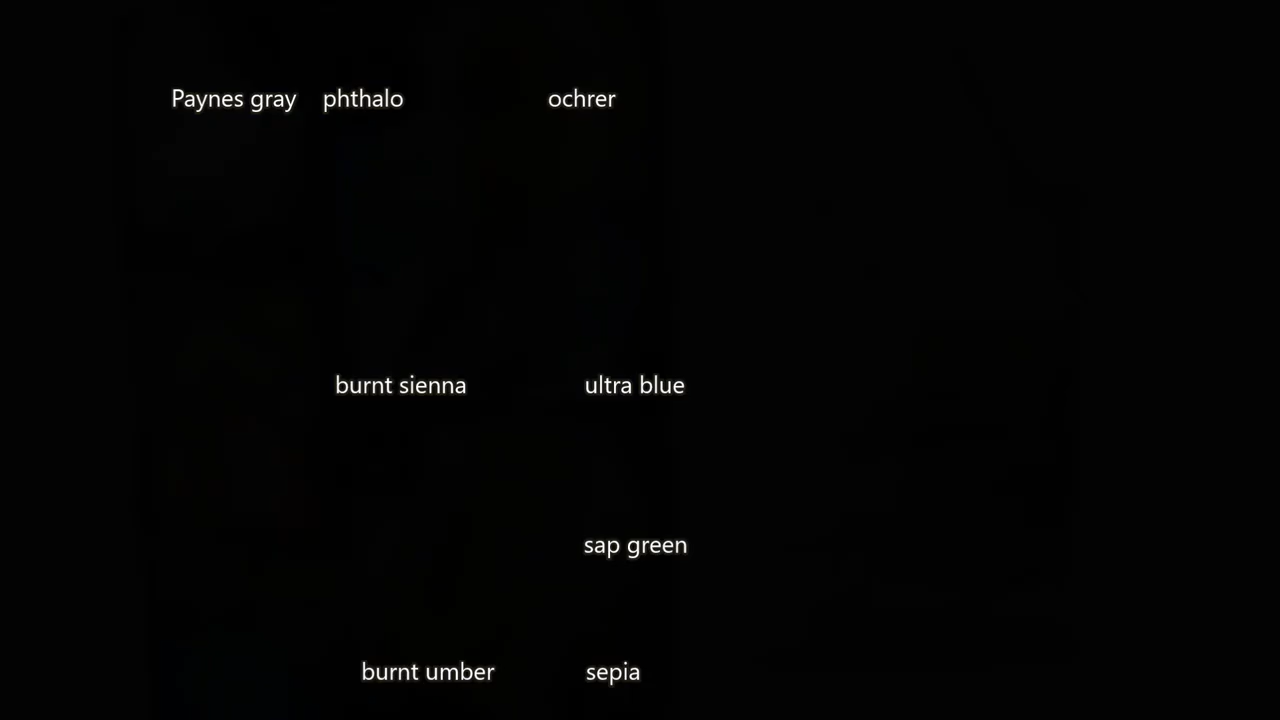 Paynes gray phthalo ochrer
burnt sienna ultra blue
sap green
burnt umber sepia